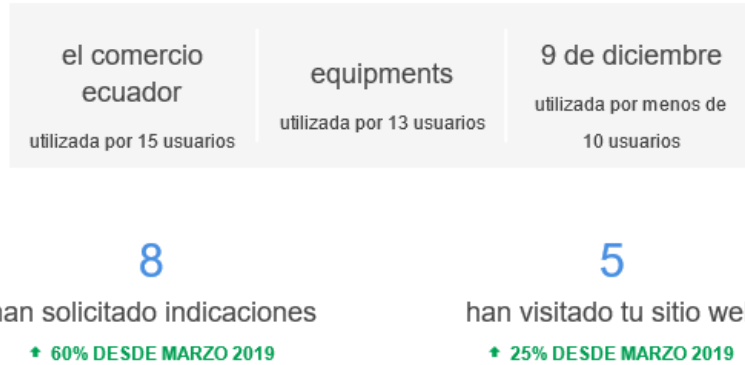 el comercio
ecuador
utilizada por 15 usuarios
equipments
utilizada por 13 usuarios
9 de diciembre
utilizada por menos de
10 usuarios
8
han solicitado indicaciones
60% DESDE MARZO 2019
5
han visitado tu sitio we
25% DESDE MARZO 2019